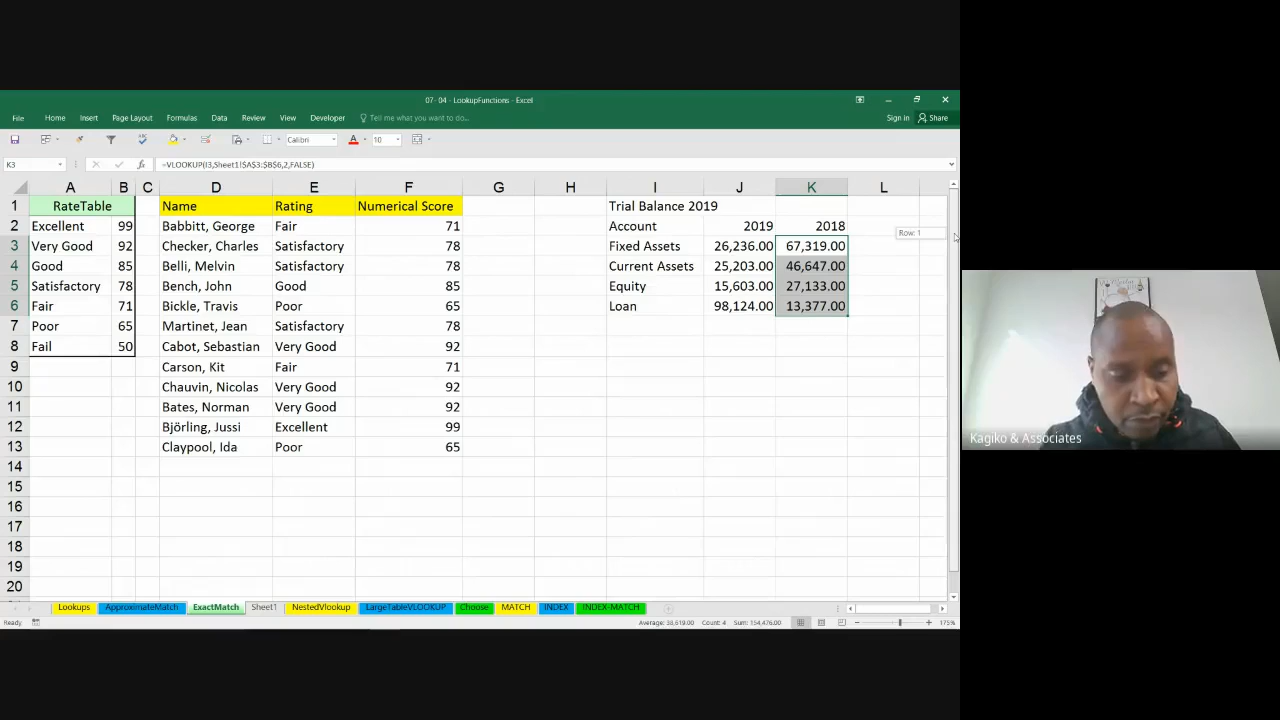 07- 04 - LookupFunctions - Excel
Sign in Share
File Home Insert Page Layout Formulas Data Review View Developer Tell me what you want to do...
Calibri 10
K3 =VLOOKUP(I3,Sheet1!$A$3:$B$6,2,FALSE)
A B C D E F G H I J K L
1 RateTable Name Rating Numerical Score Trial Balance 2019
2 Excellent 99 Babbitt, George Fair 71 Account 2019 2018
Row: 1
3 Very Good 92 Checker, Charles Satisfactory 78 Fixed Assets 26,236.00 67,319.00
4 Good 85 Belli, Melvin Satisfactory 78 Current Assets 25,203.00 46,647.00
5 Satisfactory 78 Bench, John Good 85 Equity 15,603.00 27,133.00
6 Fair 71 Bickle, Travis Poor 65 Loan 98,124.00 13,377.00
7 Poor 65 Martinet, Jean Satisfactory 78
8 Fail 50 Cabot, Sebastian Very Good 92
9 Carson, Kit Fair 71
10 Chauvin, Nicolas Very Good 92
11 Bates, Norman Very Good 92
12 Björling, Jussi Excellent 99
13 Claypool, Ida Poor 65
14
15
16
17
18
19
20
Lookups ApproximateMatch ExactMatch Sheet1 NestedVlookup LargeTableVLOOKUP Choose MATCH INDEX INDEX-MATCH
Ready Average: 38,619.00 Count: 4 Sum: 154,476.00 175%
Kagiko & Associates